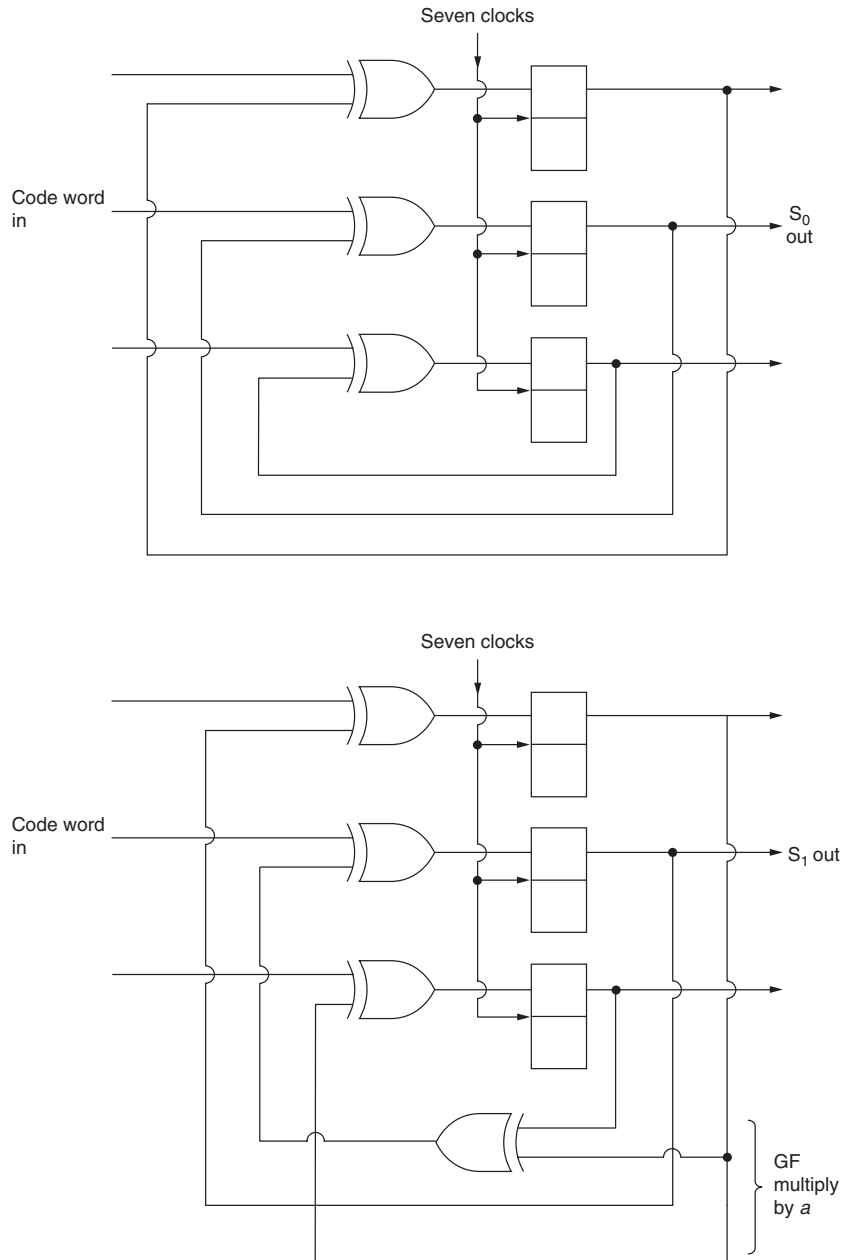 Seven clocks
Code word
in
S₀
out
Seven clocks
Code word
in
S₁ out
GF
multiply
by a